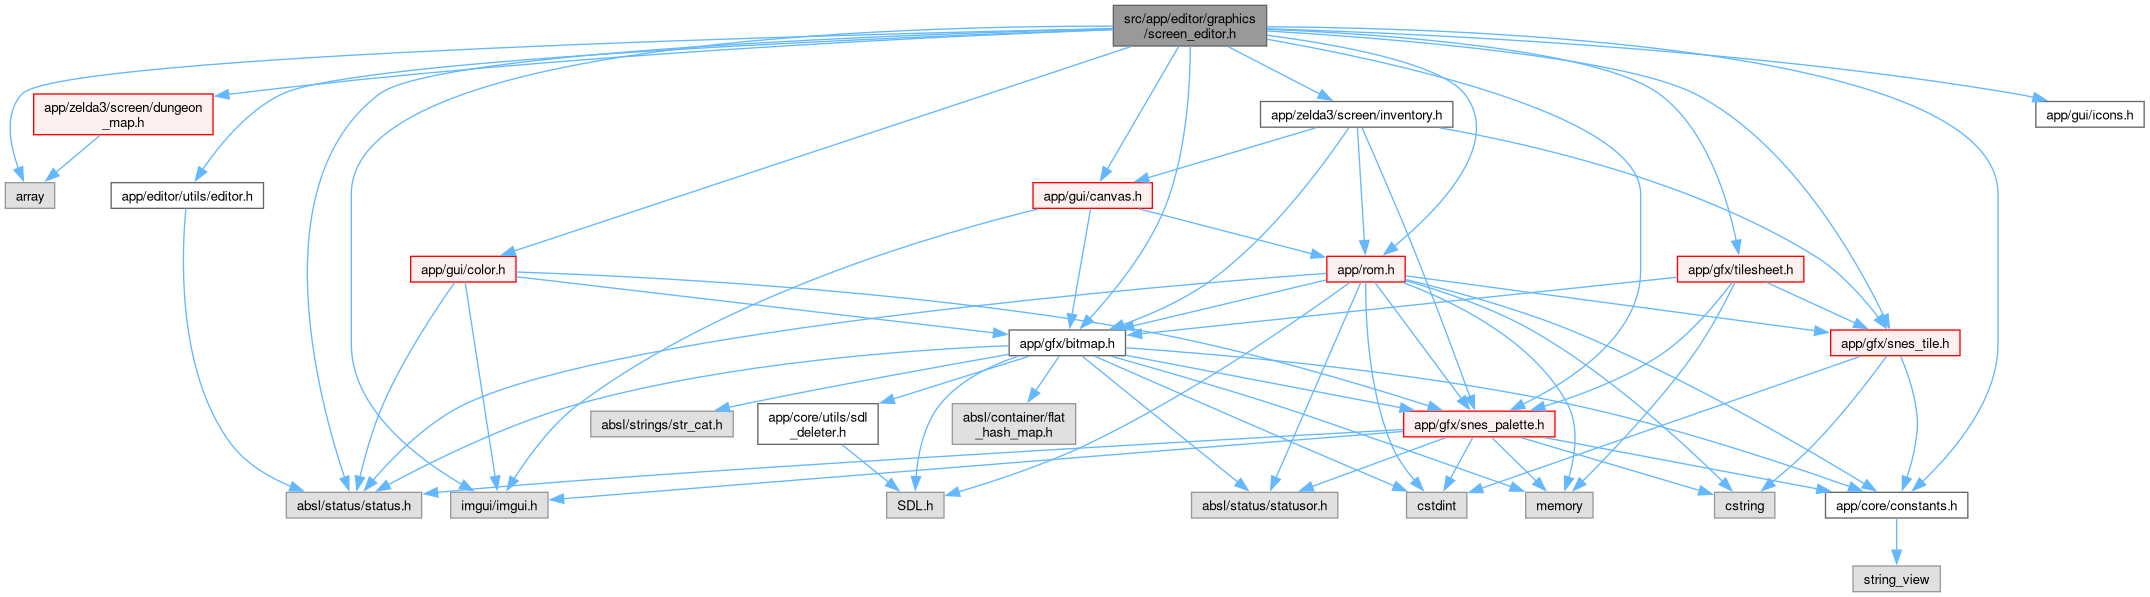 src/app/editor/graphics
/screen_editor.h
app/zelda3/screen/dungeon
_map.h
app/zelda3/screen/inventory.h
app/gui/icons.h
array
app/editor/utils/editor.h
app/gui/canvas.h
app/gui/color.h
app/rom.h
app/gfx/tilesheet.h
app/gfx/bitmap.h
app/gfx/snes_tile.h
absl/strings/str_cat.h
app/core/utils/sdl
_deleter.h
absl/container/flat
_hash_map.h
app/gfx/snes_palette.h
absl/status/status.h
imgui/imgui.h
SDL.h
absl/status/statusor.h
cstdint
memory
cstring
app/core/constants.h
string_view